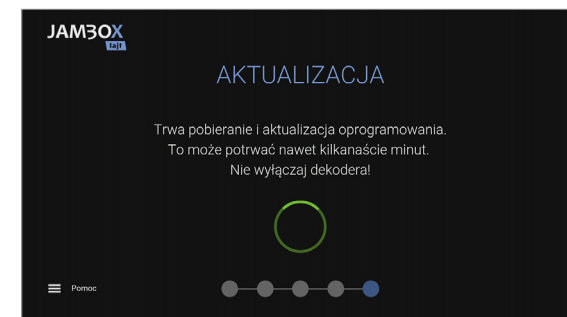 JAMBOX
lajt
AKTUALIZACJA
Trwa pobieranie i aktualizacja oprogramowania.
To może potrwać nawet kilkanaście minut.
Nie wyłączaj dekodera!
Pomoc